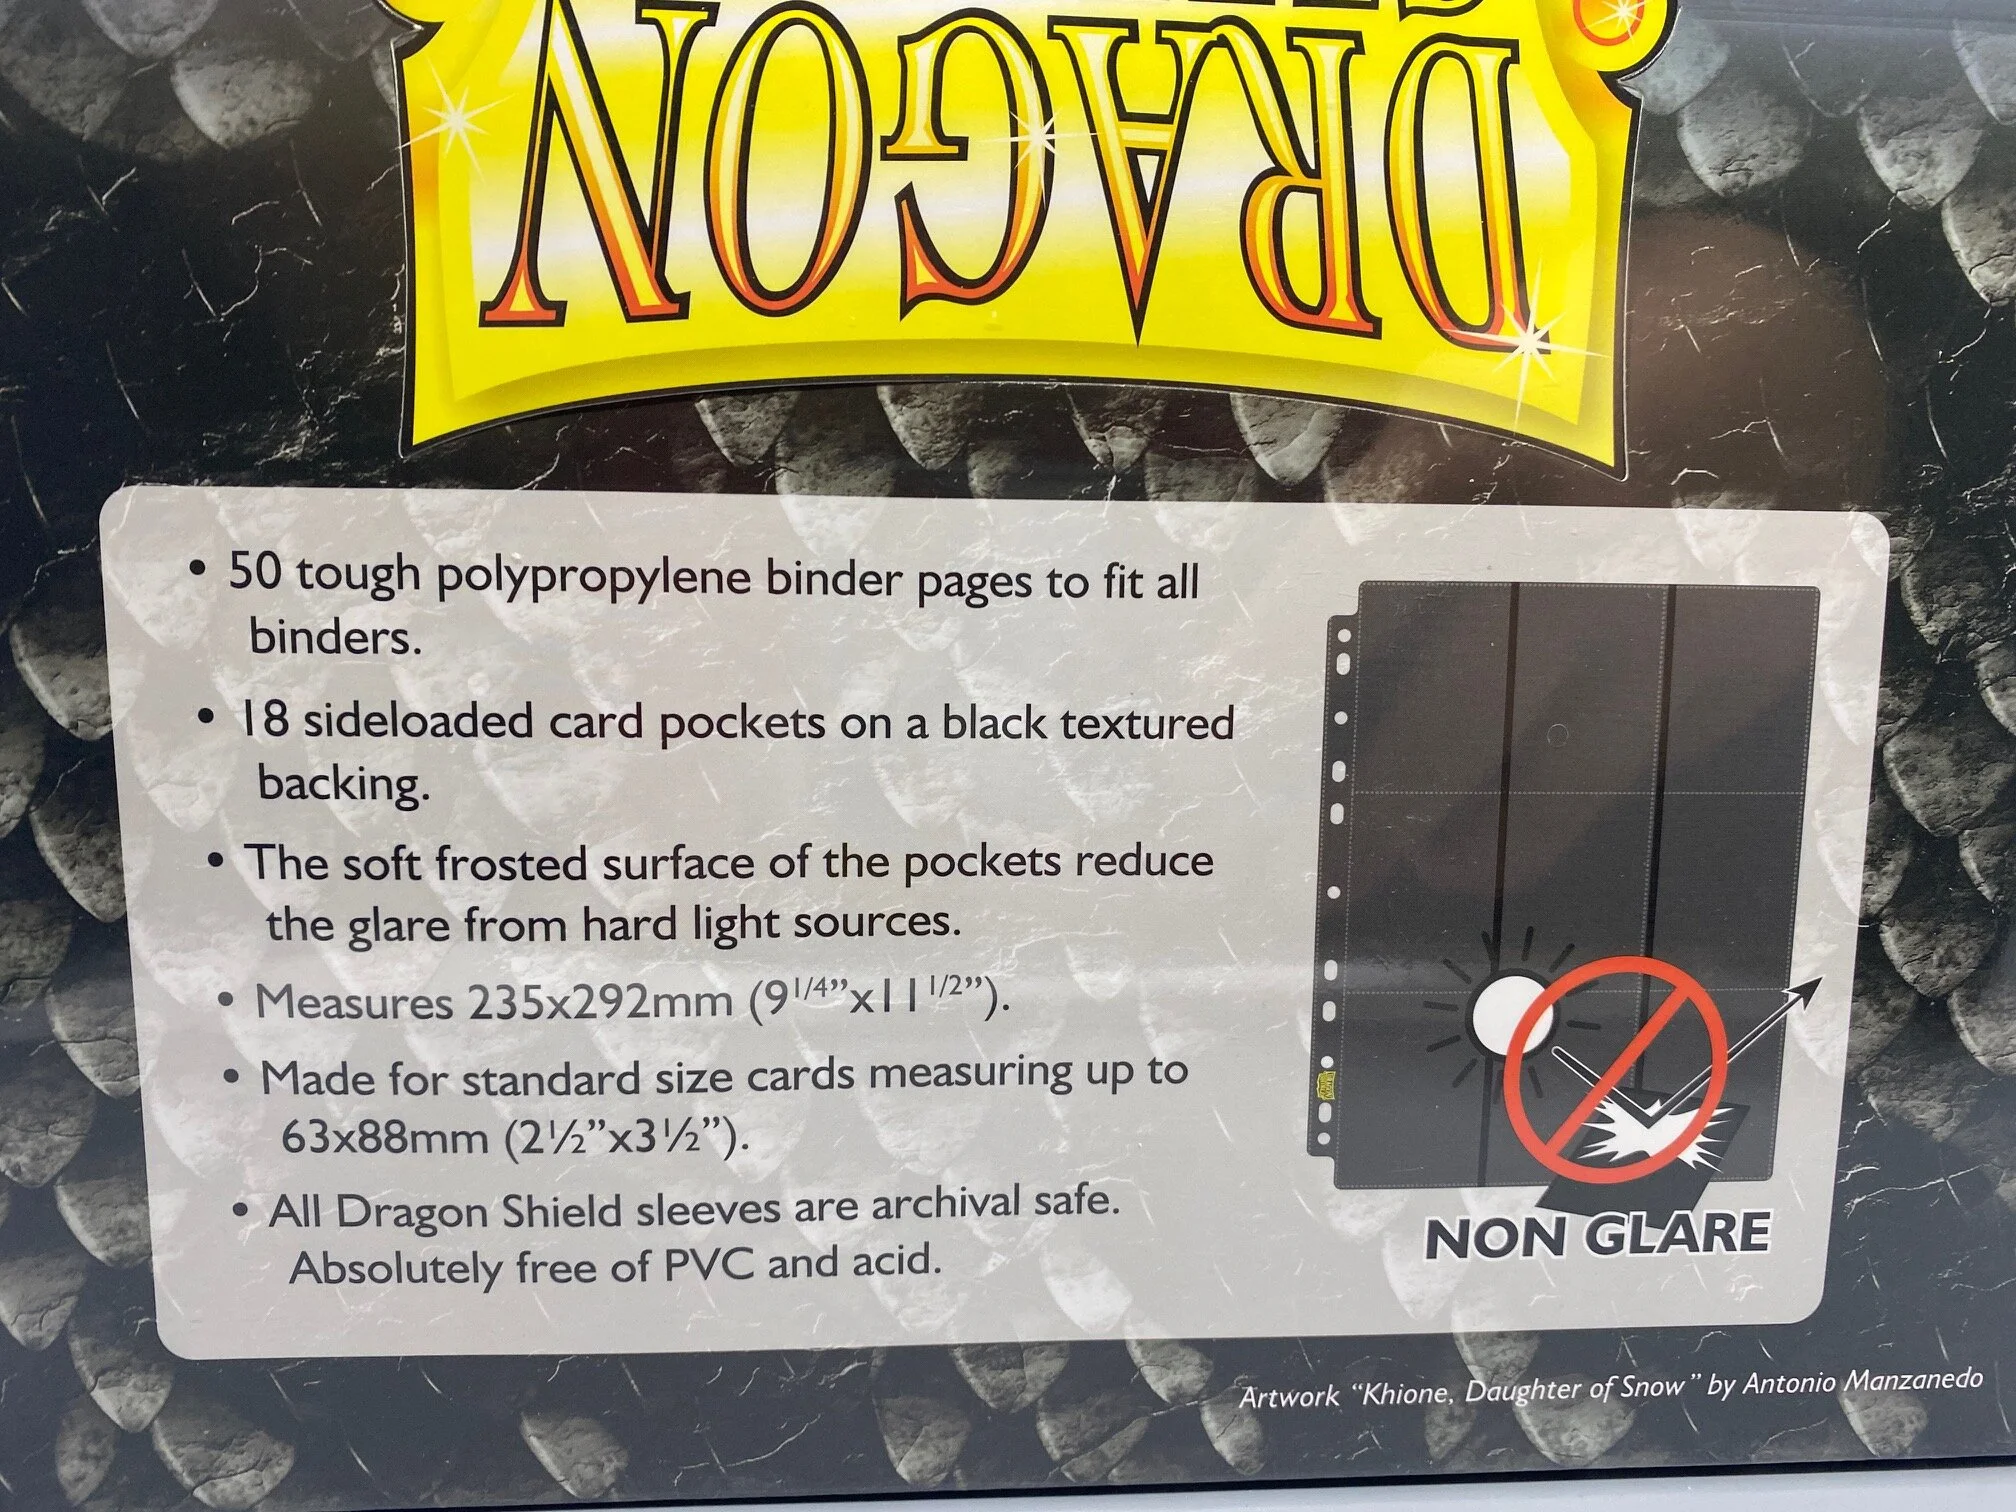 DRAGON
• 50 tough polypropylene binder pages to fit all
binders.
• 18 sideloaded card pockets on a black textured
backing.
• The soft frosted surface of the pockets reduce
the glare from hard light sources.
• Measures 235x292mm (9 1/4”x11 1/2”).
• Made for standard size cards measuring up to
63x88mm (2½”x3½”).
• All Dragon Shield sleeves are archival safe.
Absolutely free of PVC and acid.
NON GLARE
Artwork “Khione, Daughter of Snow” by Antonio Manzanedo